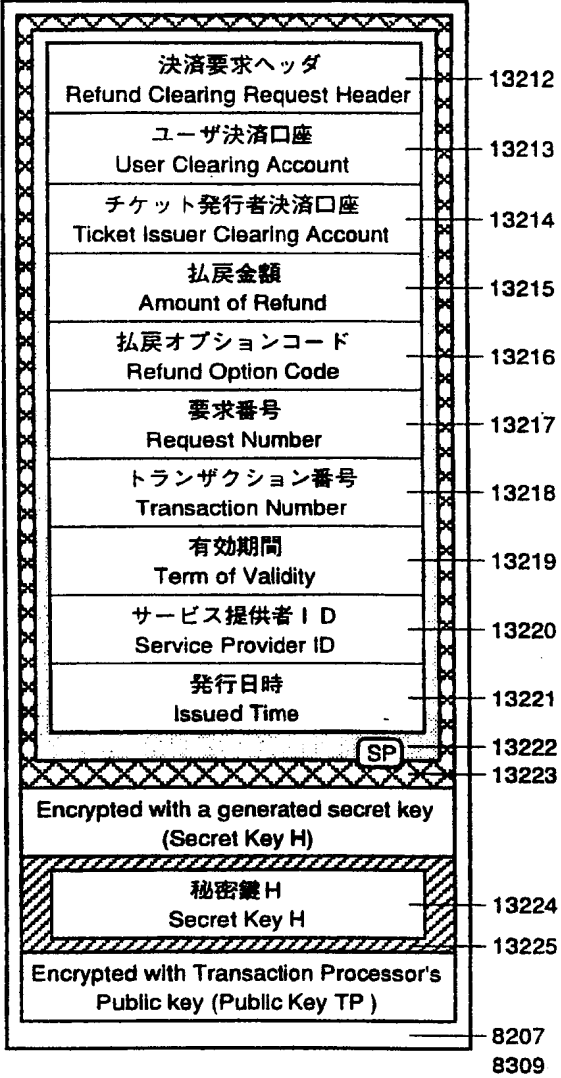 決済要求ヘッダ
Refund Clearing Request Header
13212
ユーザ決済口座
User Clearing Account
13213
チケット発行者決済口座
Ticket Issuer Clearing Account
13214
払戻金額
Amount of Refund
13215
払戻オプションコード
Refund Option Code
13216
要求番号
Request Number
13217
トランザクション番号
Transaction Number
13218
有効期間
Term of Validity
13219
サービス提供者ID
Service Provider ID
13220
発行日時
Issued Time
13221
SP
13222
13223
Encrypted with a generated secret key
(Secret Key H)
秘密鍵H
Secret Key H
13224
13225
Encrypted with Transaction Processor's
Public key (Public Key TP )
8207
8309